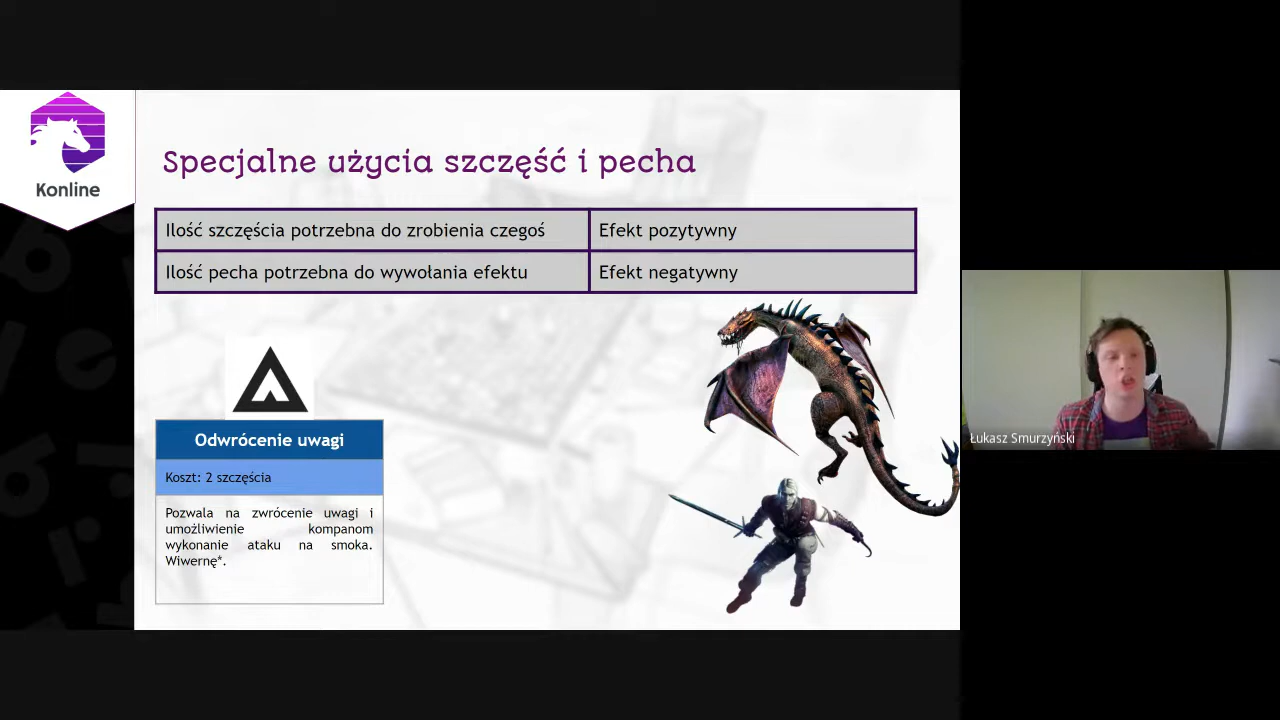 Konline
Specjalne użycia szczęść i pecha
Ilość szczęścia potrzebna do zrobienia czegoś
Efekt pozytywny
Ilość pecha potrzebna do wywołania efektu
Efekt negatywny
Odwrócenie uwagi
Koszt: 2 szczęścia
Pozwala na zwrócenie uwagi i
umożliwienie kompanom
wykonanie ataku na smoka.
Wiwernę*.
Łukasz Smurzyński